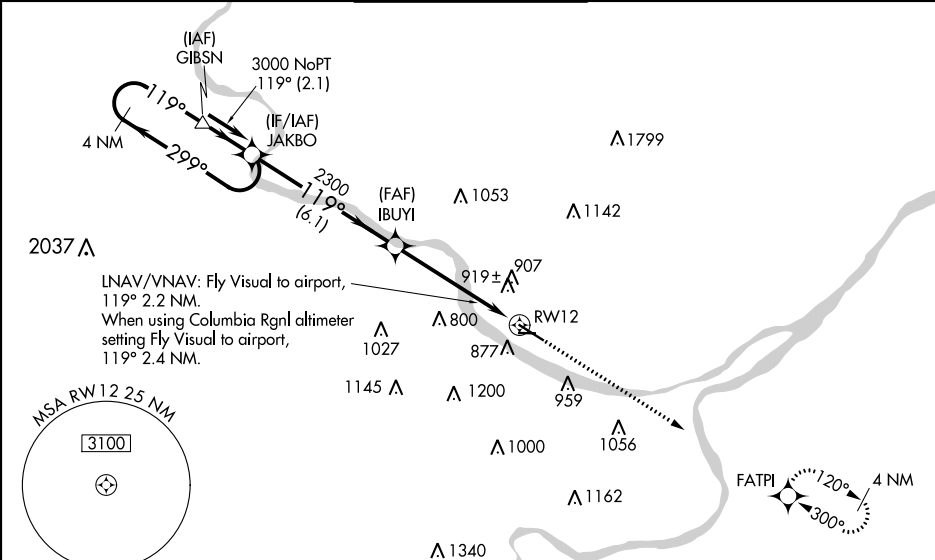 (IAF)
GIBSN
3000 NoPT
119° (2.1)
119°
(IF/IAF)
JAKBO
4 NM
299°
1799
2300
119°
(6.1)
(FAF)
IBUYI
1053
1142
2037
LNAV/VNAV: Fly Visual to airport,
119° 2.2 NM.
When using Columbia Rgnl altimeter
setting Fly Visual to airport,
119° 2.4 NM.
919±
907
800
RW12
1027
877
1145
1200
959
MSA RW12 25 NM
3100
1000
1056
FATPI
120°
4 NM
300°
1162
1340